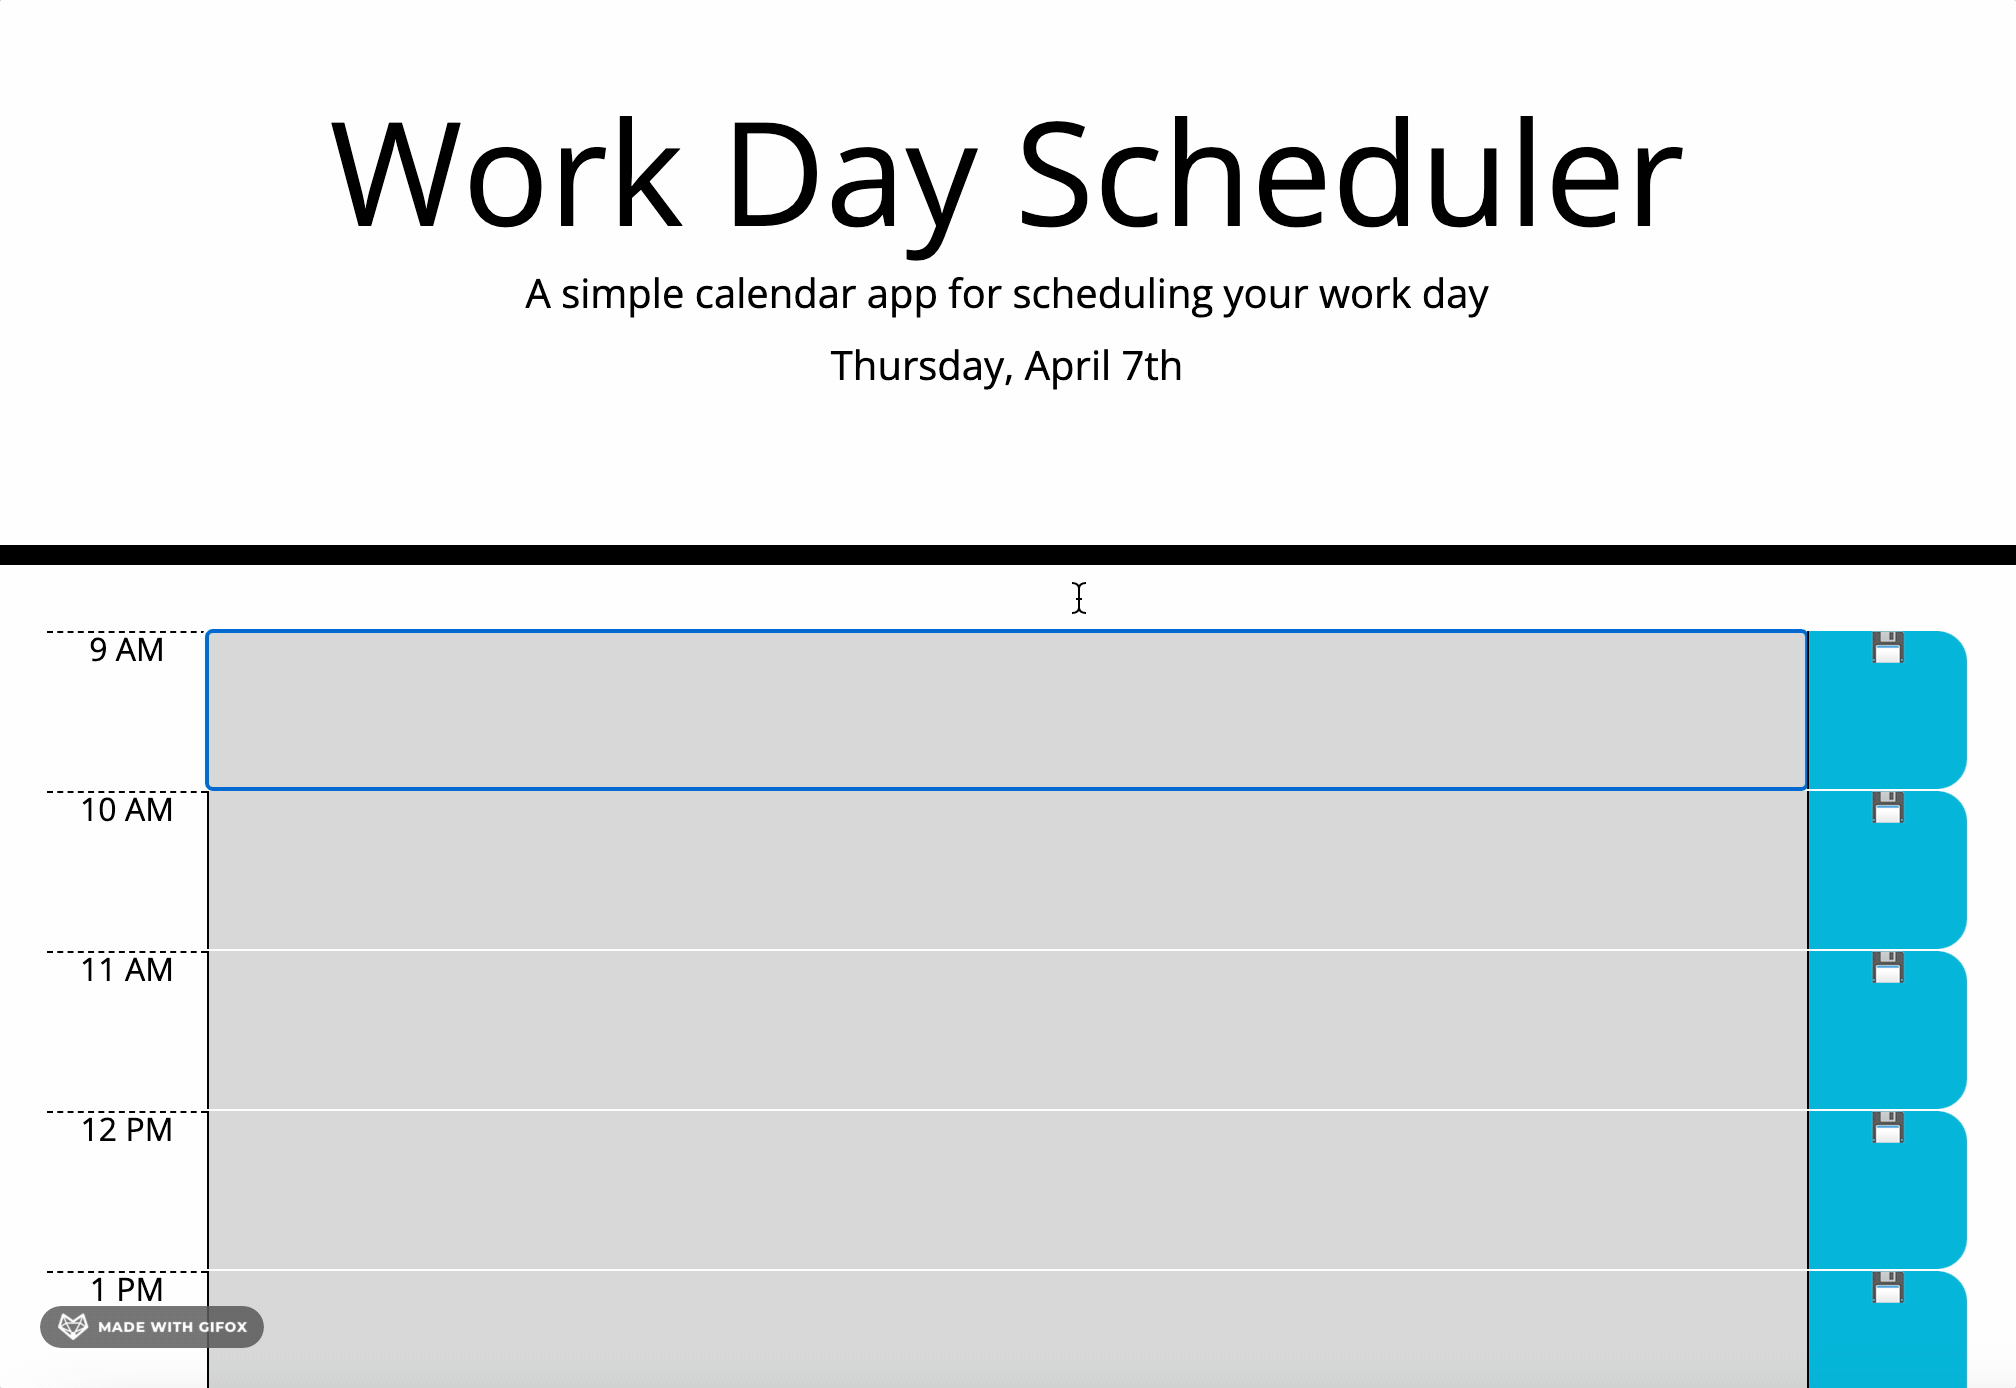 Work Day Scheduler
A simple calendar app for scheduling your work day
Thursday, April 7th
9 AM
10 AM
11 AM
12 PM
1 PM
MADE WITH GIFOX